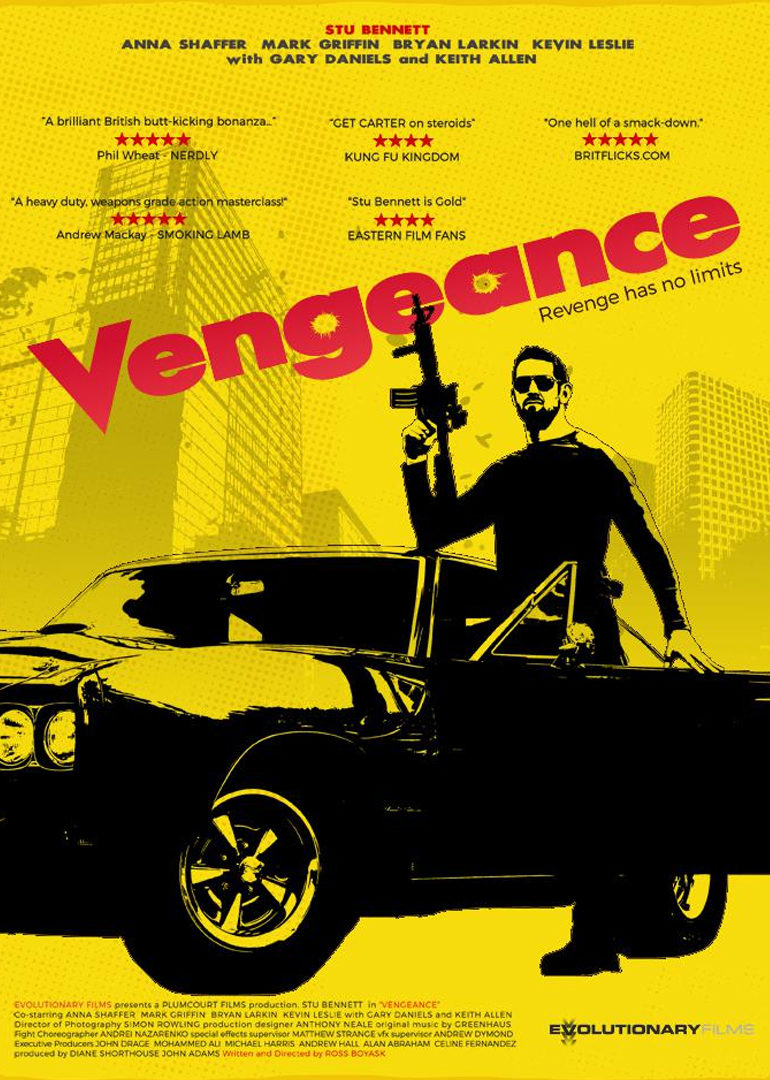 STU BENNETT
ANNA SHAFFER MARK GRIFFIN BRYAN LARKIN KEVIN LESLIE
with GARY DANIELS and KEITH ALLEN
"A brilliant British butt-kicking bonanza..."
Phil Wheat - NERDLY
"GET CARTER on steroids"
KUNG FU KINGDOM
"One hell of a smack-down."
BRITFLICKS.COM
"A heavy duty, weapons grade action masterclass!"
Andrew Mackay - SMOKING LAMB
"Stu Bennett is Gold"
EASTERN FILM FANS
Vengeance
Revenge has no limits
EVOLUTIONARY FILMS presents a PLUMCOURT FILMS production. STU BENNETT in "VENGEANCE"
Co-starring ANNA SHAFFER MARK GRIFFIN BRYAN LARKIN KEVIN LESLIE with GARY DANIELS and KEITH ALLEN
Director of Photography SIMON ROWLING production designer ANTHONY NEALE original music by GREENHAUS
Fight Choreographer ANDREI NAZARENKO special effects supervisor MATTHEW STRANGE vfx supervisor ANDREW DYMOND
Executive Producers JOHN DRAGE MOHAMMED ALI MICHAEL HARRIS ANDREW HALL ALAN ABRAHAM CELINE FERNANDEZ
produced by DIANE SHORTHOUSE JOHN ADAMS Written and Directed by ROSS BOYASK
EVOLUTIONARYFILMS